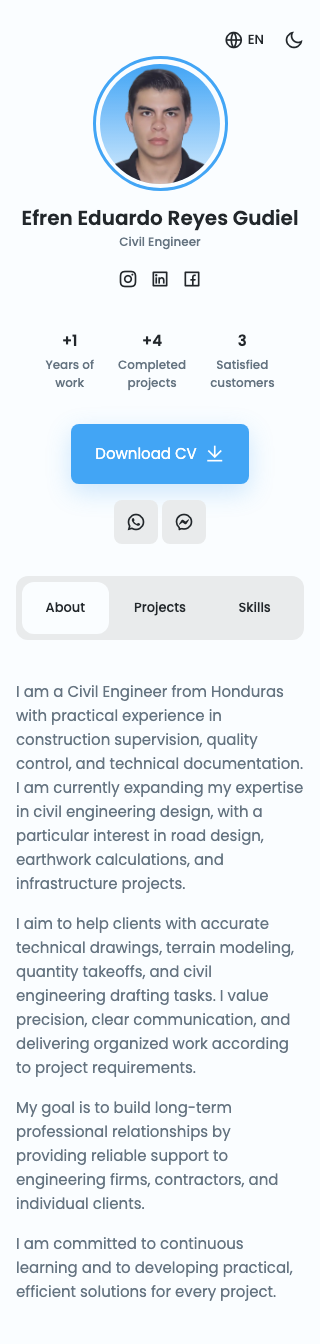 EN
Efren Eduardo Reyes Gudiel
Civil Engineer
+1 +4 3
Years of Completed Satisfied
work projects customers
Download CV
About Projects Skills
I am a Civil Engineer from Honduras
with practical experience in
construction supervision, quality
control, and technical documentation.
I am currently expanding my expertise
in civil engineering design, with a
particular interest in road design,
earthwork calculations, and
infrastructure projects.
I aim to help clients with accurate
technical drawings, terrain modeling,
quantity takeoffs, and civil
engineering drafting tasks. I value
precision, clear communication, and
delivering organized work according
to project requirements.
My goal is to build long-term
professional relationships by
providing reliable support to
engineering firms, contractors, and
individual clients.
I am committed to continuous
learning and to developing practical,
efficient solutions for every project.